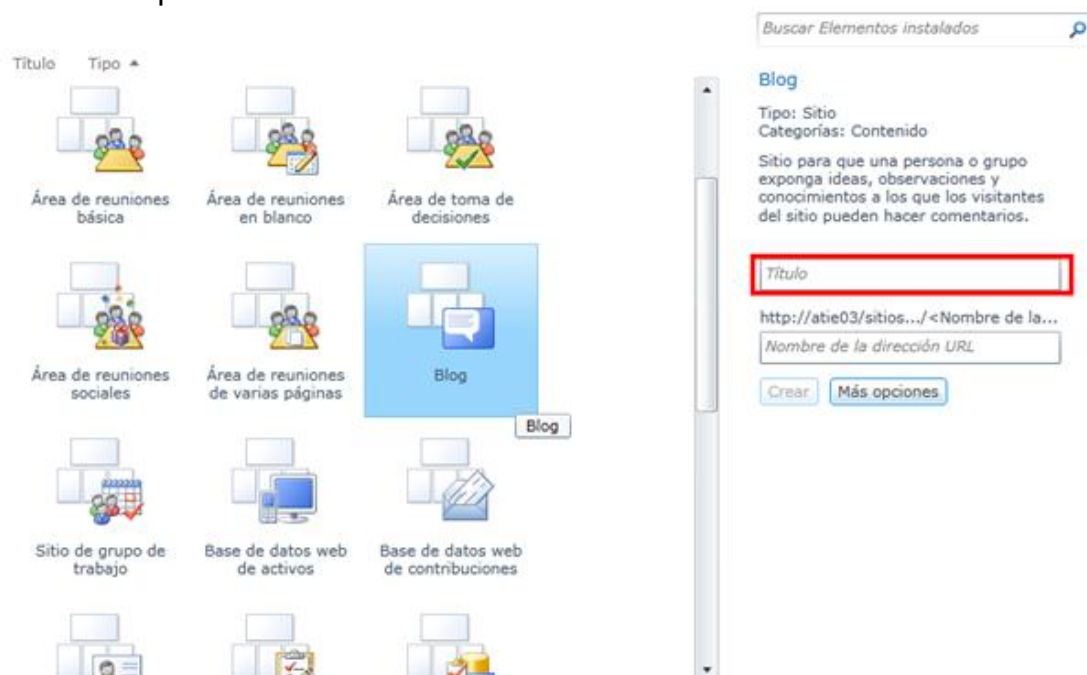 Buscar Elementos instalados
Título Tipo
Área de reuniones
básica
Área de reuniones
en blanco
Área de toma de
decisiones
Área de reuniones
sociales
Área de reuniones
de varias páginas
Blog
Blog
Sitio de grupo de
trabajo
Base de datos web
de activos
Base de datos web
de contribuciones
Blog
Tipo: Sitio
Categorías: Contenido
Sitio para que una persona o grupo
exponga ideas, observaciones y
conocimientos a los que los visitantes
del sitio pueden hacer comentarios.
Título
http://atie03/sitios.../<Nombre de la...
Nombre de la dirección URL
Crear Más opciones